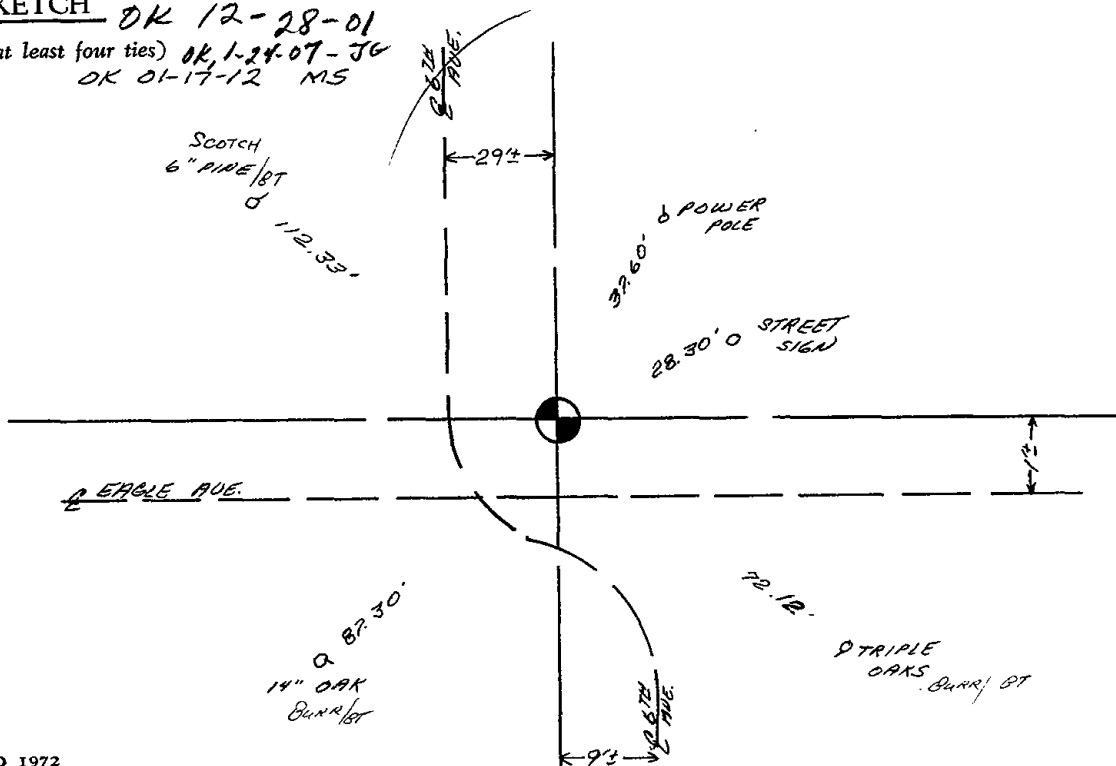 KETCH OK 12-28-01
at least four ties) OK, 1-24-07 - JG
OK 01-17-12 MS
℄ 6TH
AVE.
SCOTCH
6" PINE/BT
29'±
112.33'
POWER
POLE
37.60'
28.30' STREET
SIGN
℄ EAGLE AVE.
1'±
87.30'
14" OAK
BURR/BT
72.12'
TRIPLE
OAKS BURR/BT
℄ 6TH
AVE.
9'±
1972